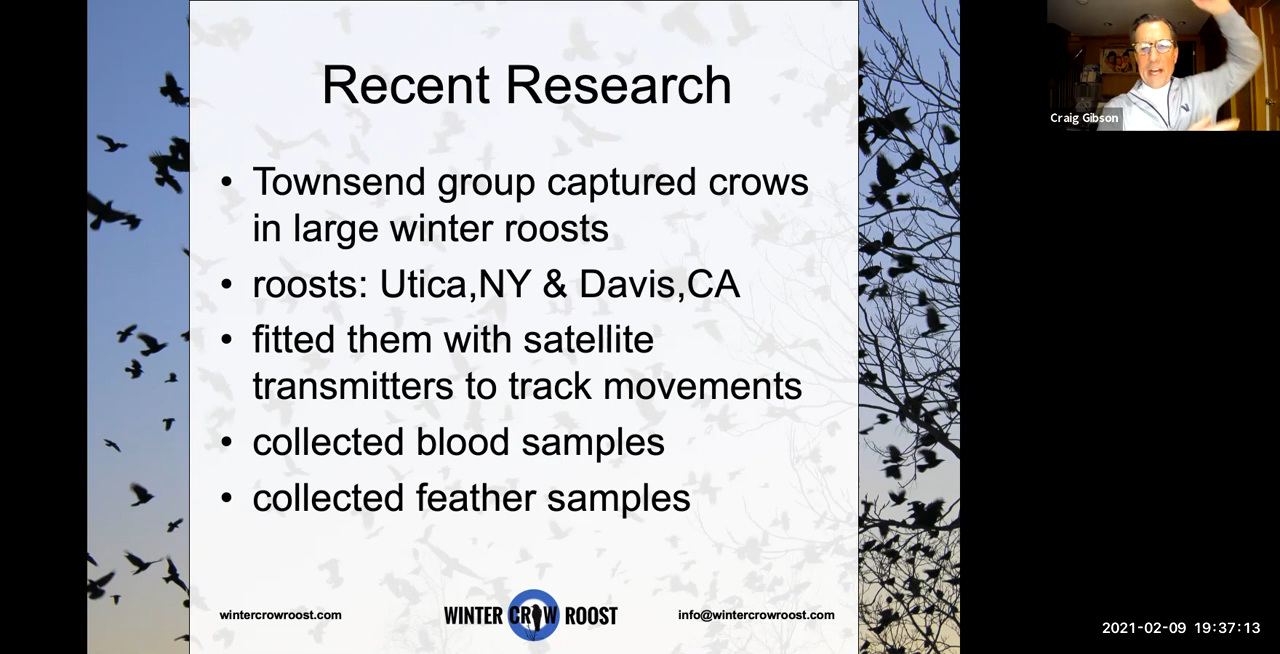 Recent Research
• Townsend group captured crows
in large winter roosts
• roosts: Utica,NY & Davis,CA
• fitted them with satellite
transmitters to track movements
• collected blood samples
• collected feather samples
wintercrowroost.com
WINTER CROW ROOST
info@wintercrowroost.com
Craig Gibson
2021-02-09 19:37:13